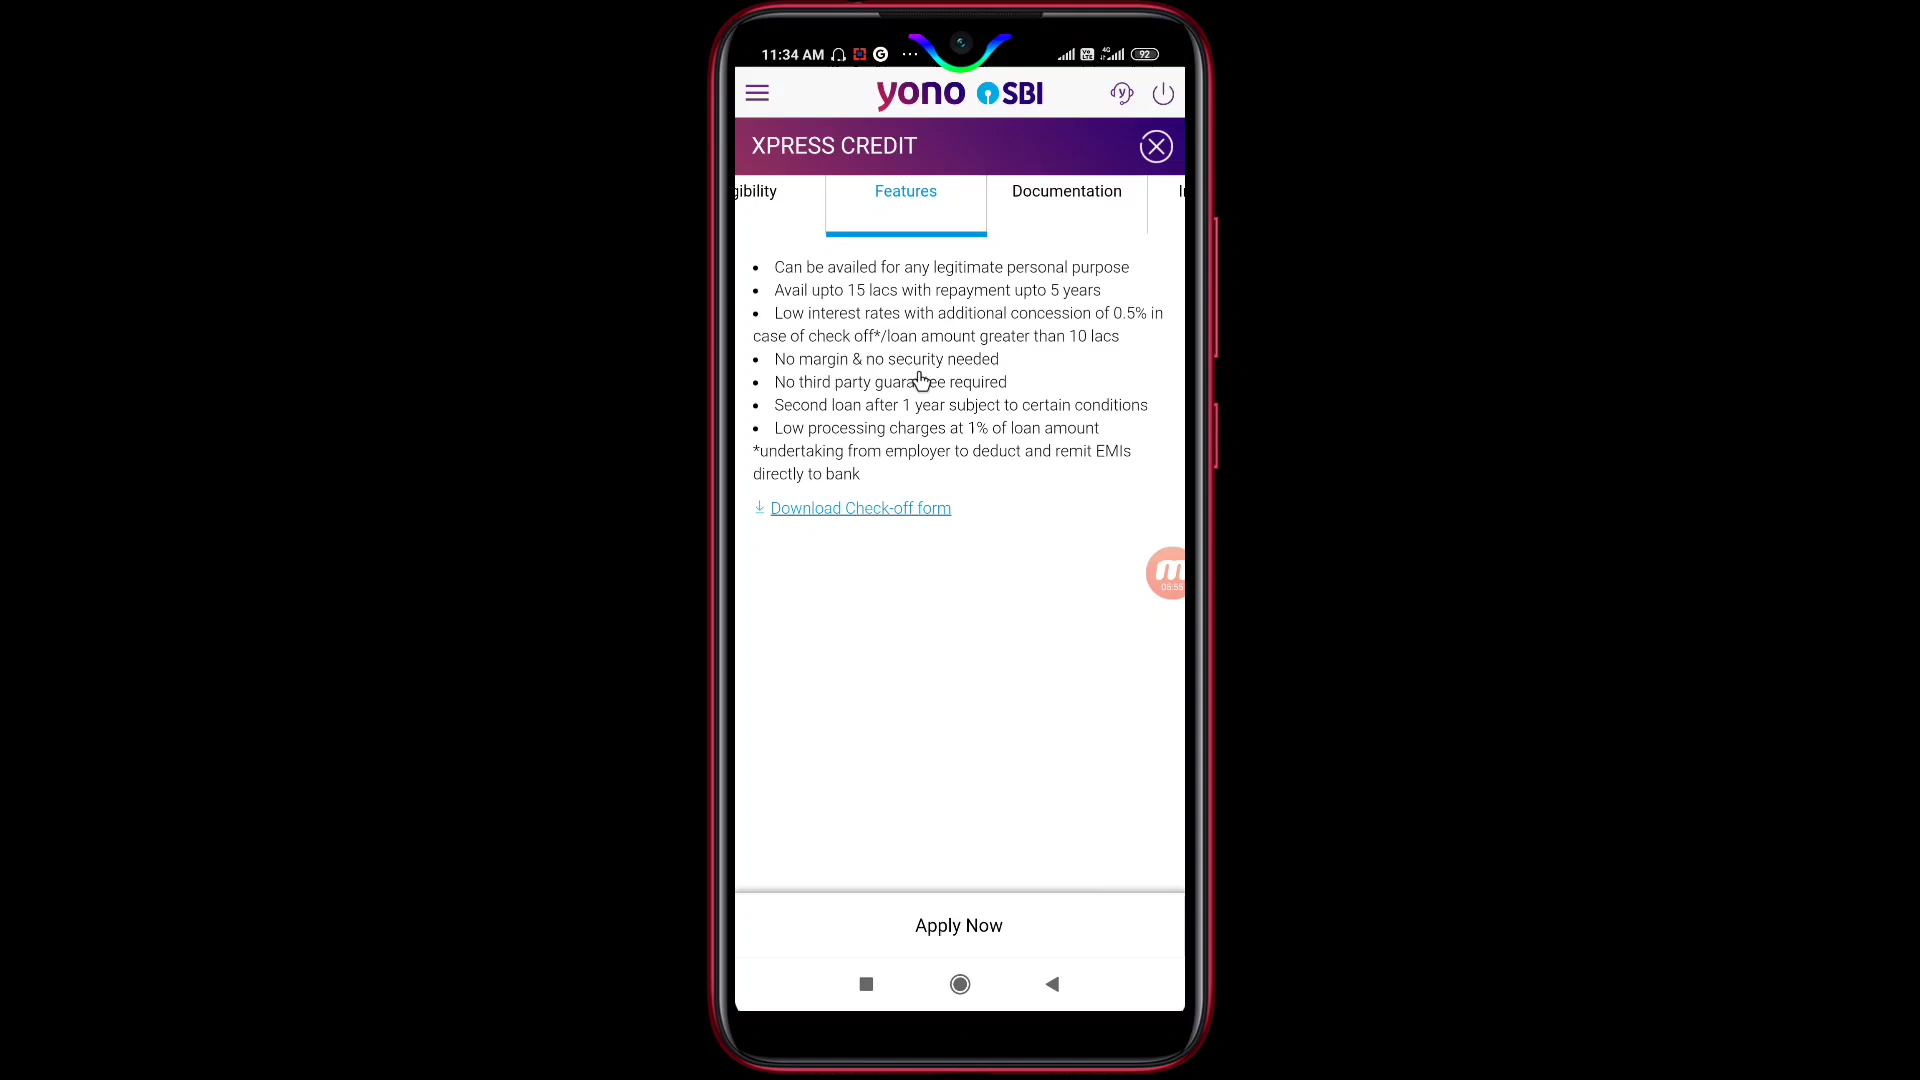 11:34 AM
92
yono SBI
XPRESS CREDIT
gibility Features Documentation
• Can be availed for any legitimate personal purpose
• Avail upto 15 lacs with repayment upto 5 years
• Low interest rates with additional concession of 0.5% in
case of check off*/loan amount greater than 10 lacs
• No margin & no security needed
• No third party guarantee required
• Second loan after 1 year subject to certain conditions
• Low processing charges at 1% of loan amount
*undertaking from employer to deduct and remit EMIs
directly to bank
Download Check-off form
05:55
Apply Now